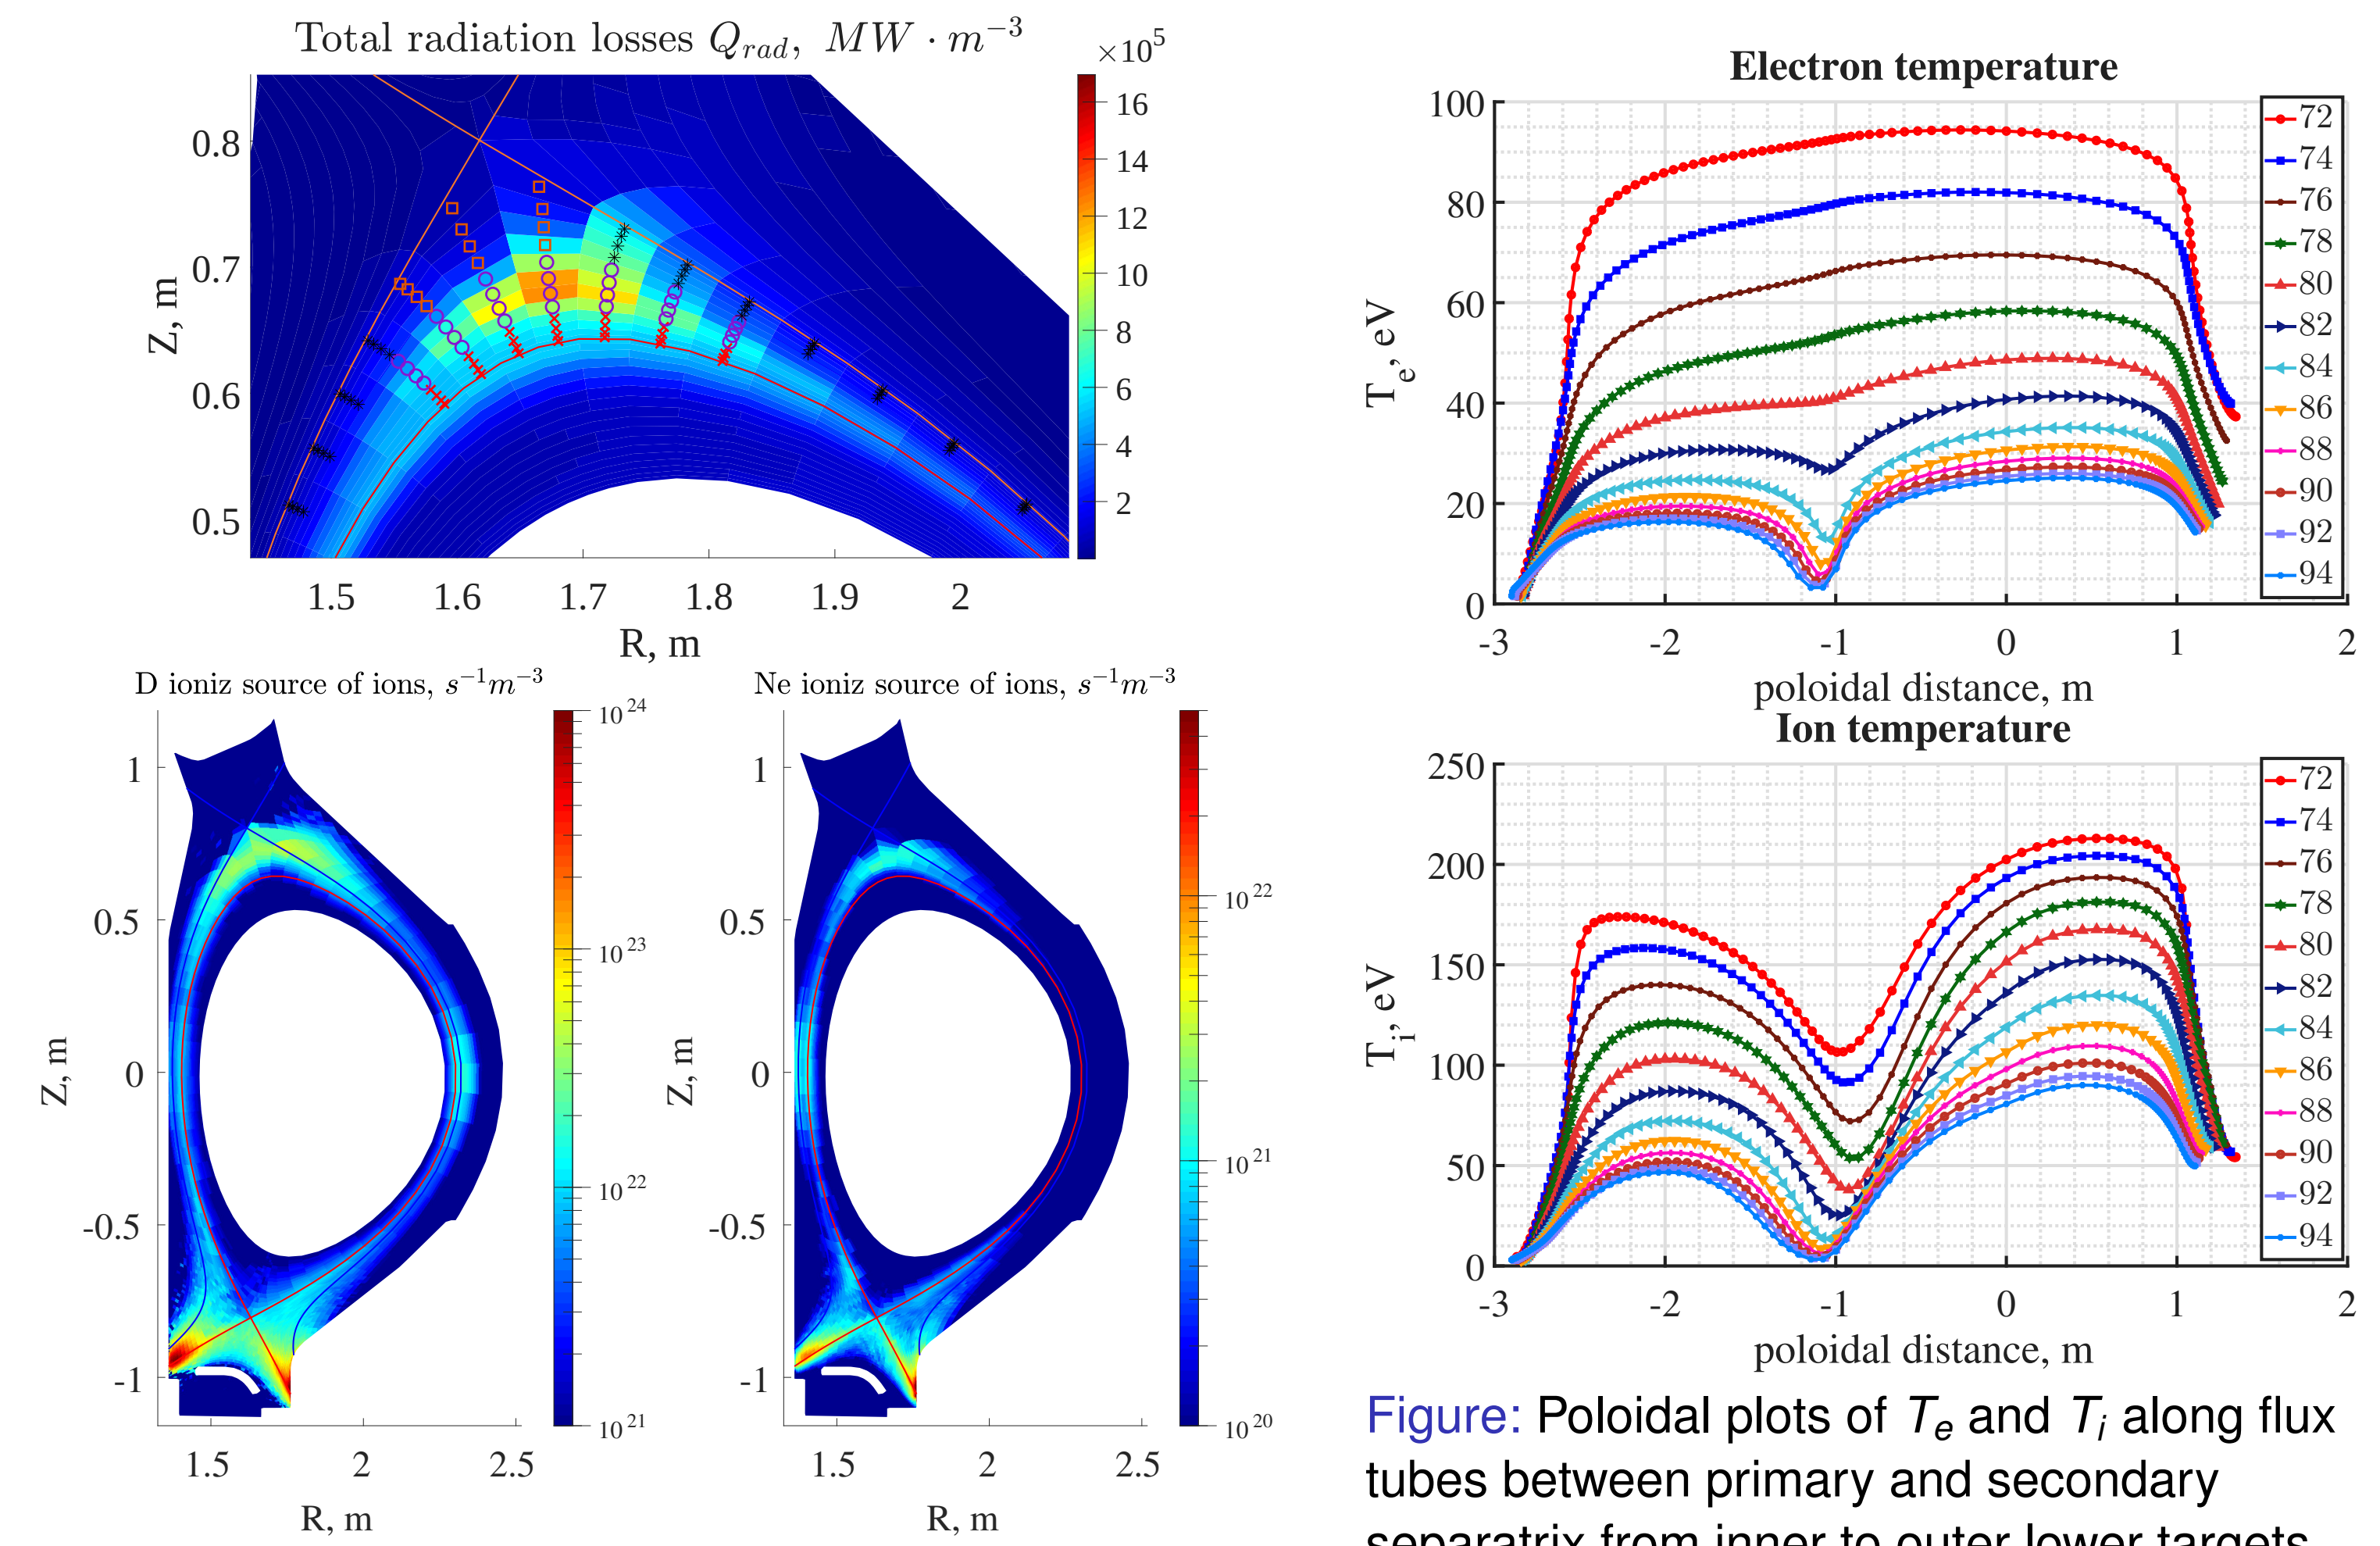 Total radiation losses Q_rad, MW · m^−3
×10^5
16
14
12
10
8
6
4
2
0.8
0.7
0.6
0.5
Z, m
1.5 1.6 1.7 1.8 1.9 2
R, m
D ioniz source of ions, s^−1m^−3
10^24
10^23
10^22
10^21
1
0.5
0
-0.5
-1
Z, m
1.5 2 2.5
R, m
Ne ioniz source of ions, s^−1m^−3
10^22
10^21
10^20
1
0.5
0
-0.5
-1
Z, m
1.5 2 2.5
R, m
Electron temperature
100
80
60
40
20
0
T_e, eV
-3 -2 -1 0 1 2
poloidal distance, m
72
74
76
78
80
82
84
86
88
90
92
94
Ion temperature
250
200
150
100
50
0
T_i, eV
-3 -2 -1 0 1 2
poloidal distance, m
72
74
76
78
80
82
84
86
88
90
92
94
Figure: Poloidal plots of T_e and T_i along flux
tubes between primary and secondary
separatrix from inner to outer lower targets